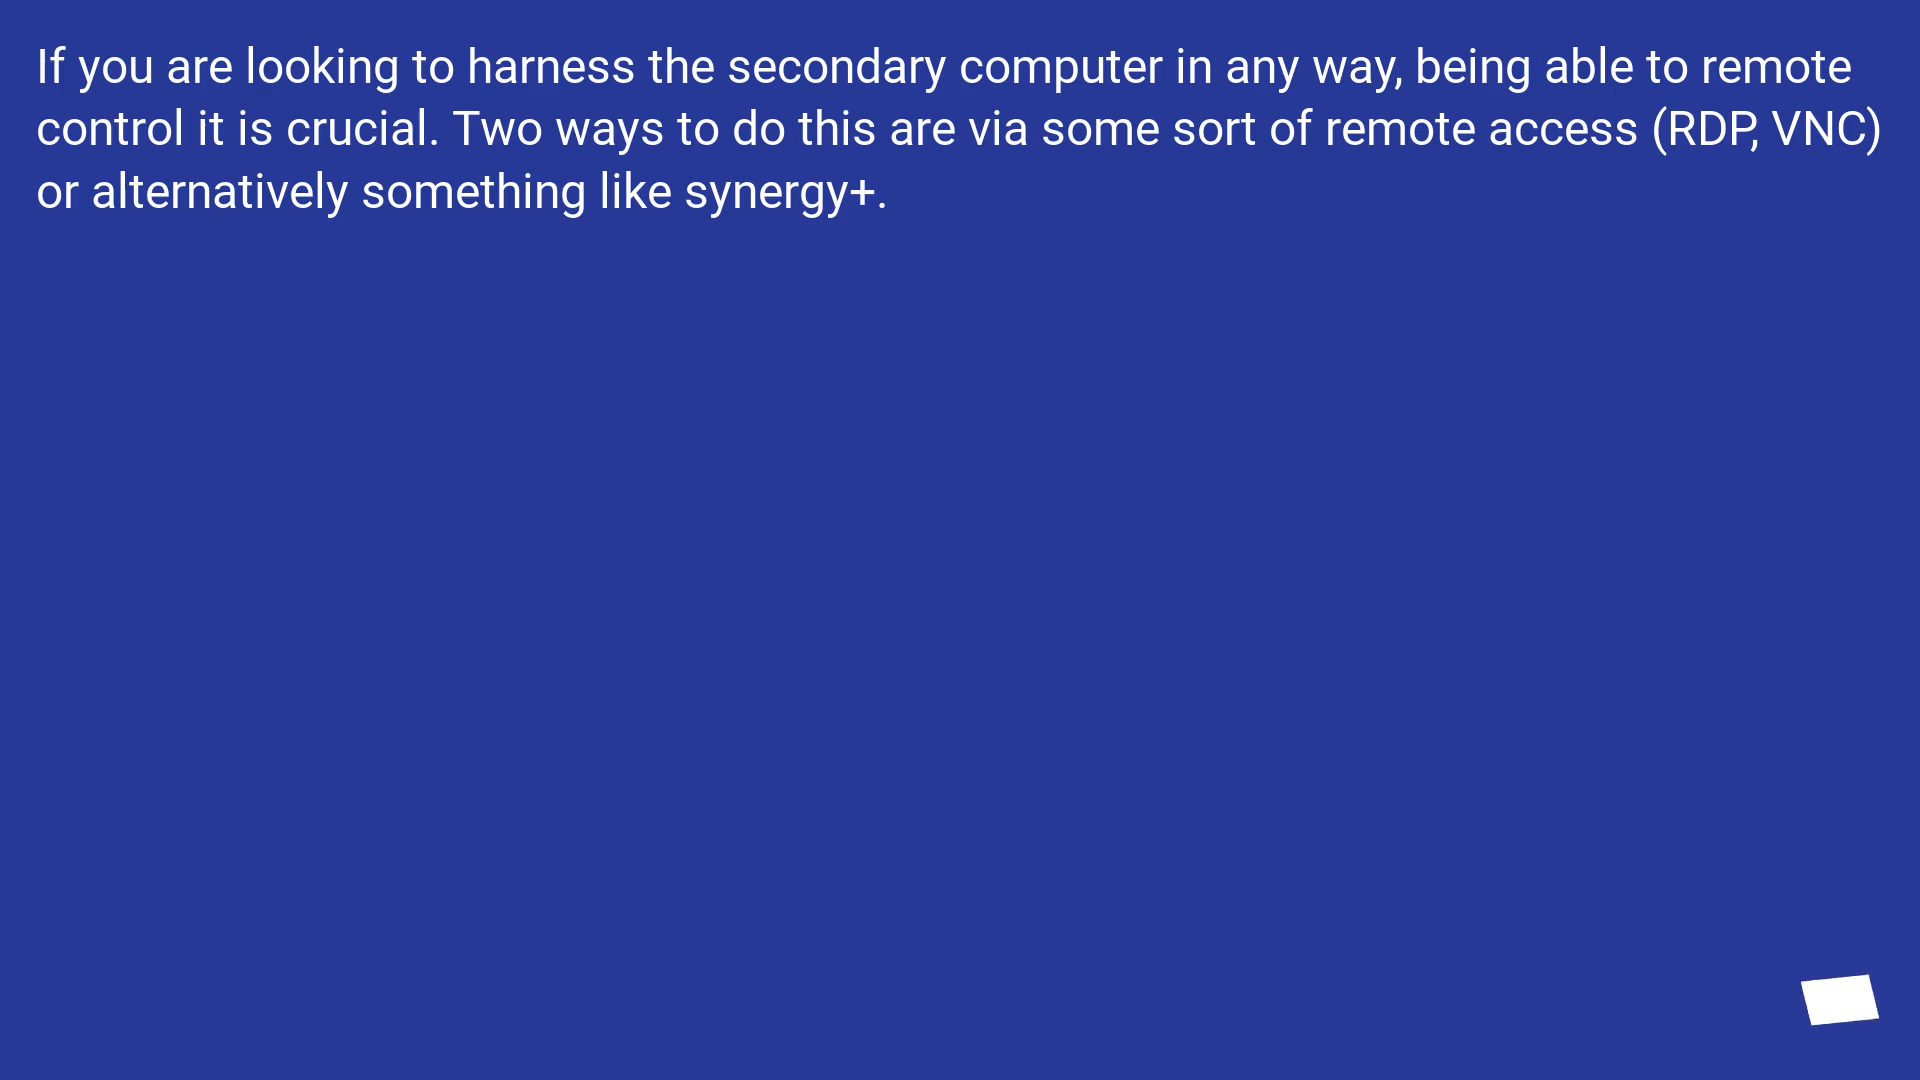 If you are looking to harness the secondary computer in any way, being able to remote
control it is crucial. Two ways to do this are via some sort of remote access (RDP, VNC)
or alternatively something like synergy+.